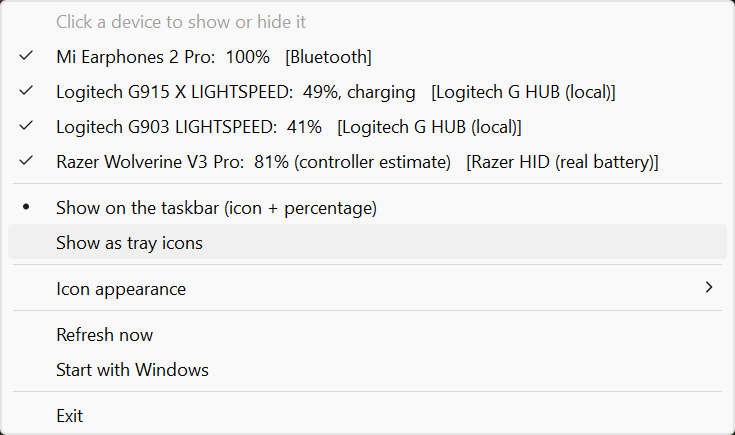 Click a device to show or hide it
Mi Earphones 2 Pro:  100%   [Bluetooth]
Logitech G915 X LIGHTSPEED:  49%, charging   [Logitech G HUB (local)]
Logitech G903 LIGHTSPEED:  41%   [Logitech G HUB (local)]
Razer Wolverine V3 Pro:  81% (controller estimate)   [Razer HID (real battery)]
Show on the taskbar (icon + percentage)
Show as tray icons
Icon appearance
Refresh now
Start with Windows
Exit